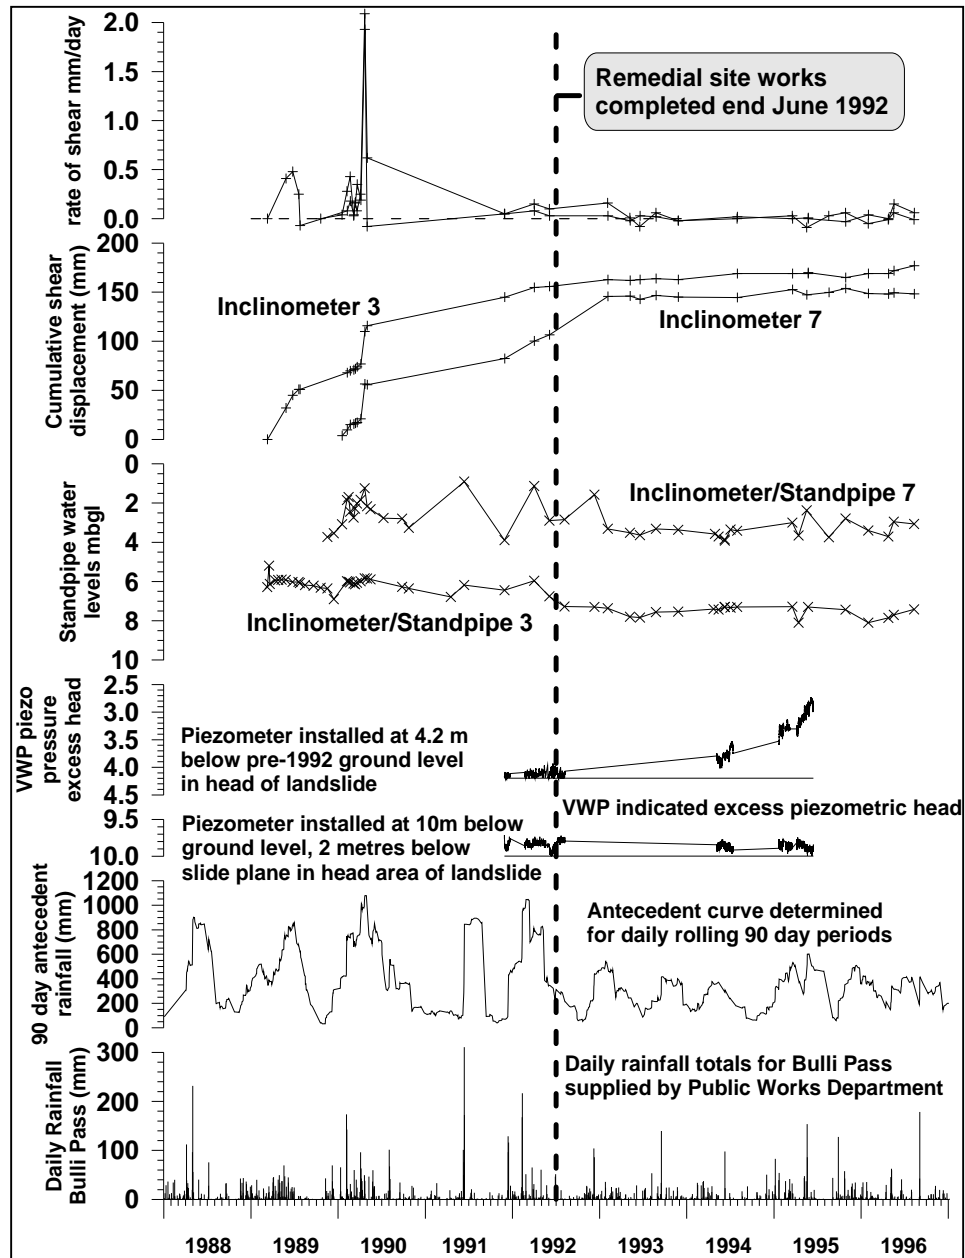 rate of shear mm/day
2.0
1.5
1.0
0.5
0.0
Remedial site works
completed end June 1992
Cumulative shear
displacement (mm)
200
150
100
50
0
Inclinometer 3
Inclinometer 7
Standpipe water
levels mbgl
0
2
4
6
8
10
Inclinometer/Standpipe 7
Inclinometer/Standpipe 3
VWP piezo
pressure
excess head
2.5
3.0
3.5
4.0
4.5
9.5
10.0
Piezometer installed at 4.2 m
below pre-1992 ground level
in head of landslide
VWP indicated excess piezometric head
Piezometer installed at 10m below
ground level, 2 metres below
slide plane in head area of landslide
90 day antecedent
rainfall (mm)
1200
1000
800
600
400
200
0
Antecedent curve determined
for daily rolling 90 day periods
Daily Rainfall
Bulli Pass (mm)
300
200
100
0
Daily rainfall totals for Bulli Pass
supplied by Public Works Department
1988 1989 1990 1991 1992 1993 1994 1995 1996